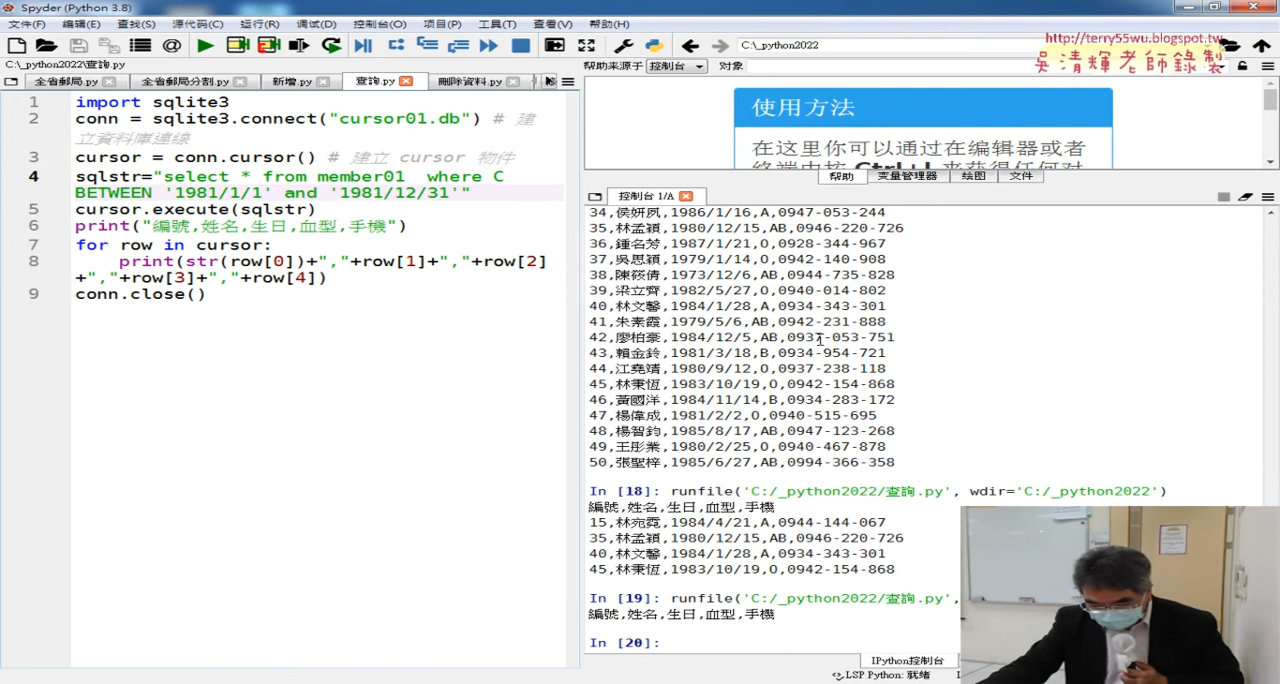 Spyder (Python 3.8)
文件(F) 编辑(E) 查找(S) 源代码(C) 运行(R) 调试(D) 控制台(O) 项目(P) 工具(T) 查看(V) 帮助(H)
C:\_python2022
http://terry55wu.blogspot.tw
吳清輝老師錄製
C:\_python2022\查詢.py
帮助来源于 控制台 对象
全省郵局.py 全省郵局分割.py 新增.py 查詢.py 刪除資料.py
1 import sqlite3
2 conn = sqlite3.connect("cursor01.db") # 建
立資料庫連線
3 cursor = conn.cursor() # 建立 cursor 物件
4 sqlstr="select * from member01  where C
BETWEEN '1981/1/1' and '1981/12/31'"
5 cursor.execute(sqlstr)
6 print("編號,姓名,生日,血型,手機")
7 for row in cursor:
8     print(str(row[0])+","+row[1]+","+row[2]
+","+row[3]+","+row[4])
9 conn.close()
使用方法
在这里你可以通过在编辑器或者
帮助 变量管理器 绘图 文件
控制台 1/A
34,侯妍夙,1986/1/16,A,0947-053-244
35,林孟穎,1980/12/15,AB,0946-220-726
36,鍾名芳,1987/1/21,O,0928-344-967
37,吳思穎,1979/1/14,O,0942-140-908
38,陳筱倩,1973/12/6,AB,0944-735-828
39,梁立齊,1982/5/27,O,0940-014-802
40,林文馨,1984/1/28,A,0934-343-301
41,朱素霞,1979/5/6,AB,0942-231-888
42,廖柏豪,1984/12/5,AB,0937-053-751
43,賴金鈴,1981/3/18,B,0934-954-721
44,江堯靖,1980/9/12,O,0937-238-118
45,林秉恆,1983/10/19,O,0942-154-868
46,黃國洋,1984/11/14,B,0934-283-172
47,楊偉成,1981/2/2,O,0940-515-695
48,楊智鈞,1985/8/17,AB,0947-123-268
49,王彤業,1980/2/25,O,0940-467-878
50,張聖梓,1985/6/27,AB,0994-366-358
In [18]: runfile('C:/_python2022/查詢.py', wdir='C:/_python2022')
編號,姓名,生日,血型,手機
15,林宛霓,1984/4/21,A,0944-144-067
35,林孟穎,1980/12/15,AB,0946-220-726
40,林文馨,1984/1/28,A,0934-343-301
45,林秉恆,1983/10/19,O,0942-154-868
In [19]: runfile('C:/_python2022/查詢.py',
編號,姓名,生日,血型,手機
In [20]:
IPython控制台
LSP Python: 就绪